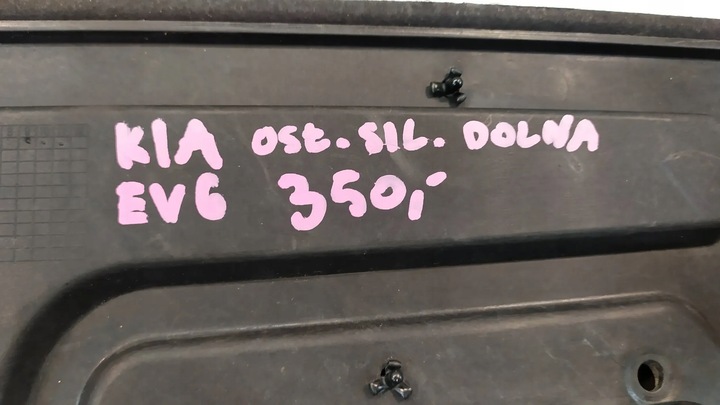 KIA OSŁ. SIL. DOLNA
EV6 350,-